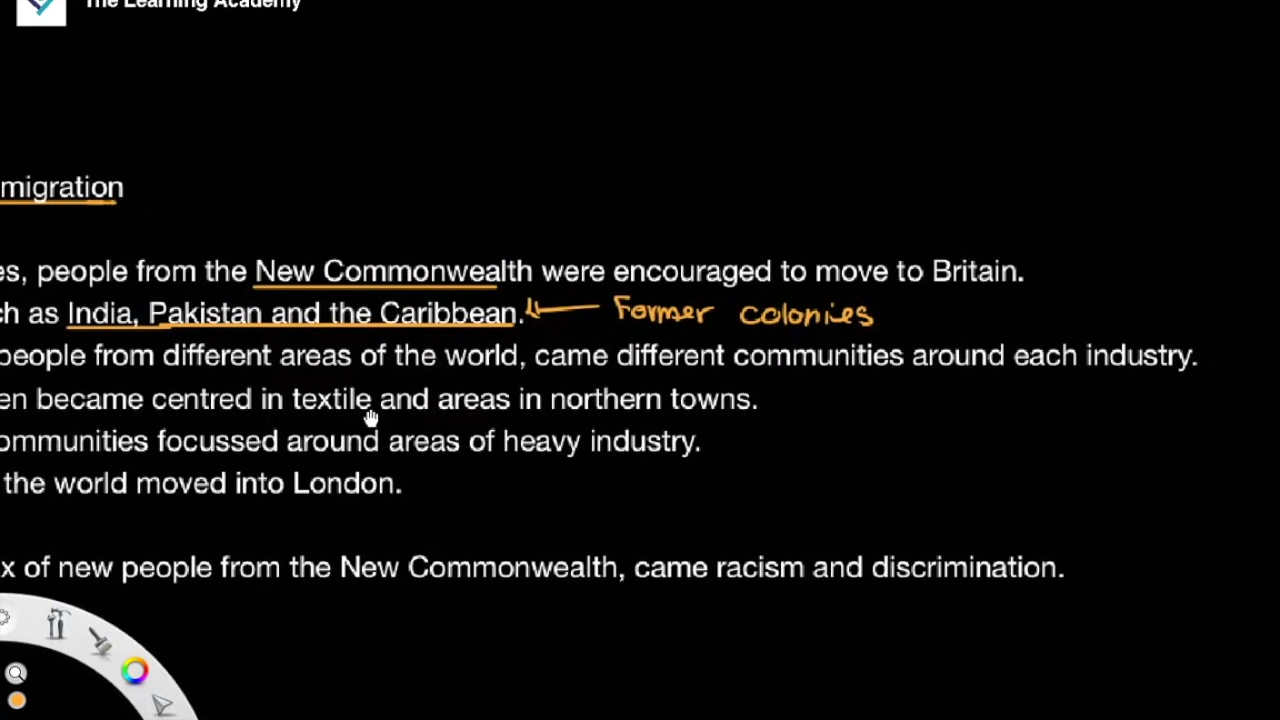 The Learning Academy
migration
es, people from the New Commonwealth were encouraged to move to Britain.
ch as India, Pakistan and the Caribbean. Former colonies
people from different areas of the world, came different communities around each industry.
en became centred in textile and areas in northern towns.
ommunities focussed around areas of heavy industry.
the world moved into London.
x of new people from the New Commonwealth, came racism and discrimination.